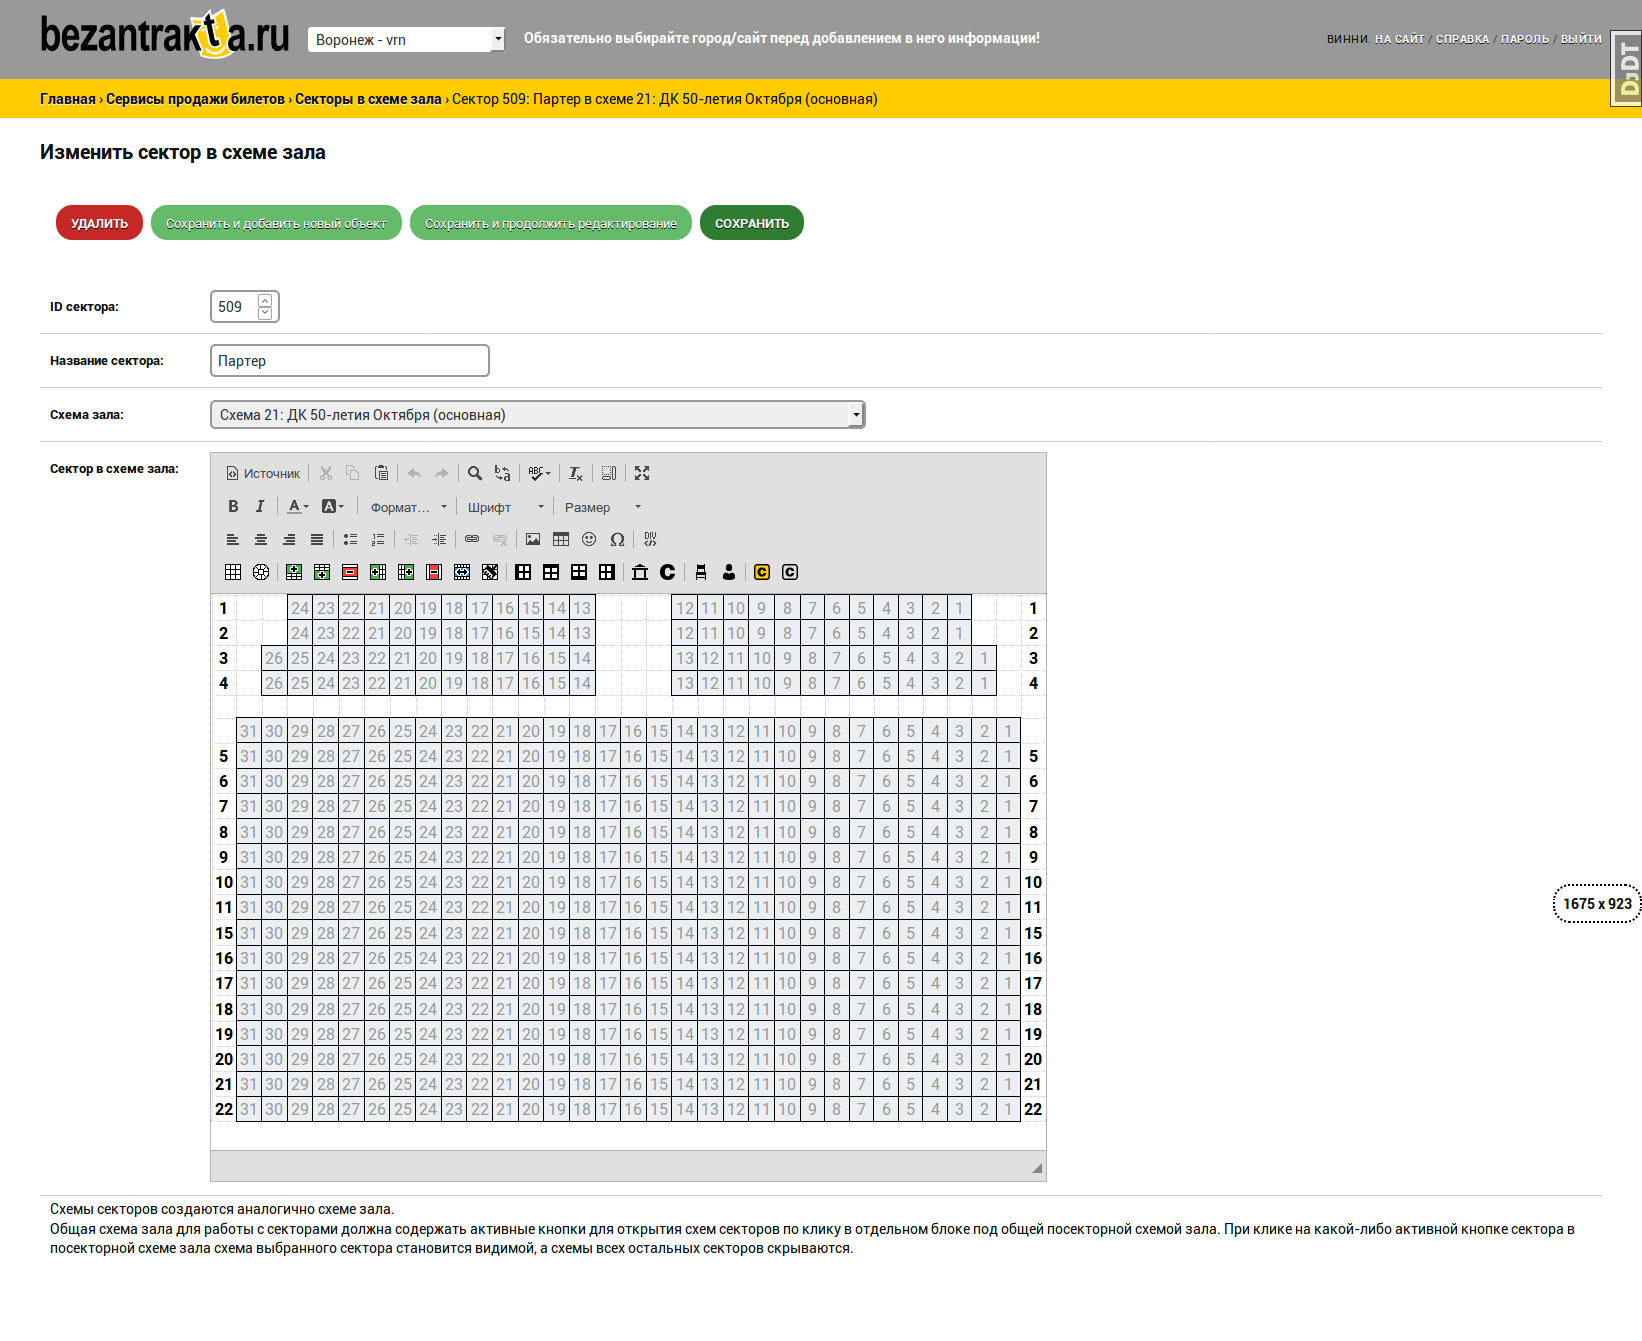 bezantrakta.ru
Воронеж - vrn
Обязательно выбирайте город/сайт перед добавлением в него информации!
ВИННИ. НА САЙТ / СПРАВКА / ПАРОЛЬ / ВЫЙТИ
DjDT
Главная › Сервисы продажи билетов › Секторы в схеме зала › Сектор 509: Партер в схеме 21: ДК 50-летия Октября (основная)
Изменить сектор в схеме зала
УДАЛИТЬ
Сохранить и добавить новый объект
Сохранить и продолжить редактирование
СОХРАНИТЬ
ID сектора: 509
Название сектора: Партер
Схема зала: Схема 21: ДК 50-летия Октября (основная)
Сектор в схеме зала:
Источник
Формат... Шрифт Размер
1 24 23 22 21 20 19 18 17 16 15 14 13 12 11 10 9 8 7 6 5 4 3 2 1 1
2 24 23 22 21 20 19 18 17 16 15 14 13 12 11 10 9 8 7 6 5 4 3 2 1 2
3 26 25 24 23 22 21 20 19 18 17 16 15 14 13 12 11 10 9 8 7 6 5 4 3 2 1 3
4 26 25 24 23 22 21 20 19 18 17 16 15 14 13 12 11 10 9 8 7 6 5 4 3 2 1 4
31 30 29 28 27 26 25 24 23 22 21 20 19 18 17 16 15 14 13 12 11 10 9 8 7 6 5 4 3 2 1
5 31 30 29 28 27 26 25 24 23 22 21 20 19 18 17 16 15 14 13 12 11 10 9 8 7 6 5 4 3 2 1 5
6 31 30 29 28 27 26 25 24 23 22 21 20 19 18 17 16 15 14 13 12 11 10 9 8 7 6 5 4 3 2 1 6
7 31 30 29 28 27 26 25 24 23 22 21 20 19 18 17 16 15 14 13 12 11 10 9 8 7 6 5 4 3 2 1 7
8 31 30 29 28 27 26 25 24 23 22 21 20 19 18 17 16 15 14 13 12 11 10 9 8 7 6 5 4 3 2 1 8
9 31 30 29 28 27 26 25 24 23 22 21 20 19 18 17 16 15 14 13 12 11 10 9 8 7 6 5 4 3 2 1 9
10 31 30 29 28 27 26 25 24 23 22 21 20 19 18 17 16 15 14 13 12 11 10 9 8 7 6 5 4 3 2 1 10
11 31 30 29 28 27 26 25 24 23 22 21 20 19 18 17 16 15 14 13 12 11 10 9 8 7 6 5 4 3 2 1 11
15 31 30 29 28 27 26 25 24 23 22 21 20 19 18 17 16 15 14 13 12 11 10 9 8 7 6 5 4 3 2 1 15
16 31 30 29 28 27 26 25 24 23 22 21 20 19 18 17 16 15 14 13 12 11 10 9 8 7 6 5 4 3 2 1 16
17 31 30 29 28 27 26 25 24 23 22 21 20 19 18 17 16 15 14 13 12 11 10 9 8 7 6 5 4 3 2 1 17
18 31 30 29 28 27 26 25 24 23 22 21 20 19 18 17 16 15 14 13 12 11 10 9 8 7 6 5 4 3 2 1 18
19 31 30 29 28 27 26 25 24 23 22 21 20 19 18 17 16 15 14 13 12 11 10 9 8 7 6 5 4 3 2 1 19
20 31 30 29 28 27 26 25 24 23 22 21 20 19 18 17 16 15 14 13 12 11 10 9 8 7 6 5 4 3 2 1 20
21 31 30 29 28 27 26 25 24 23 22 21 20 19 18 17 16 15 14 13 12 11 10 9 8 7 6 5 4 3 2 1 21
22 31 30 29 28 27 26 25 24 23 22 21 20 19 18 17 16 15 14 13 12 11 10 9 8 7 6 5 4 3 2 1 22
1675 x 923
Схемы секторов создаются аналогично схеме зала.
Общая схема зала для работы с секторами должна содержать активные кнопки для открытия схем секторов по клику в отдельном блоке под общей посекторной схемой зала. При клике на какой-либо активной кнопке сектора в
посекторной схеме зала схема выбранного сектора становится видимой, а схемы всех остальных секторов скрываются.